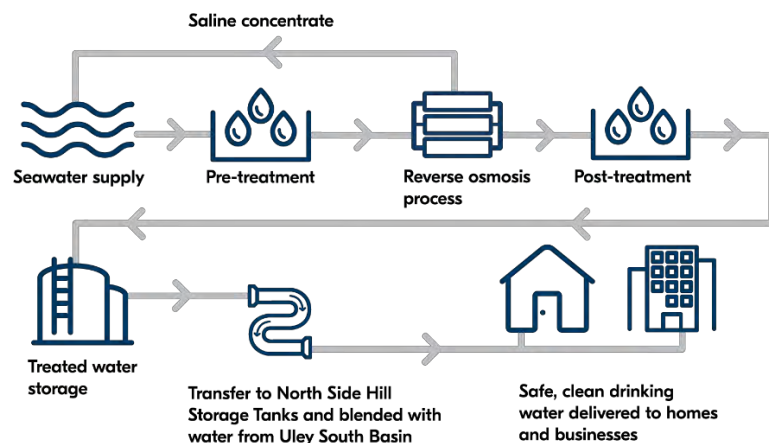 Saline concentrate
Seawater supply
Pre-treatment
Reverse osmosis
process
Post-treatment
Treated water
storage
Transfer to North Side Hill
Storage Tanks and blended with
water from Uley South Basin
Safe, clean drinking
water delivered to homes
and businesses